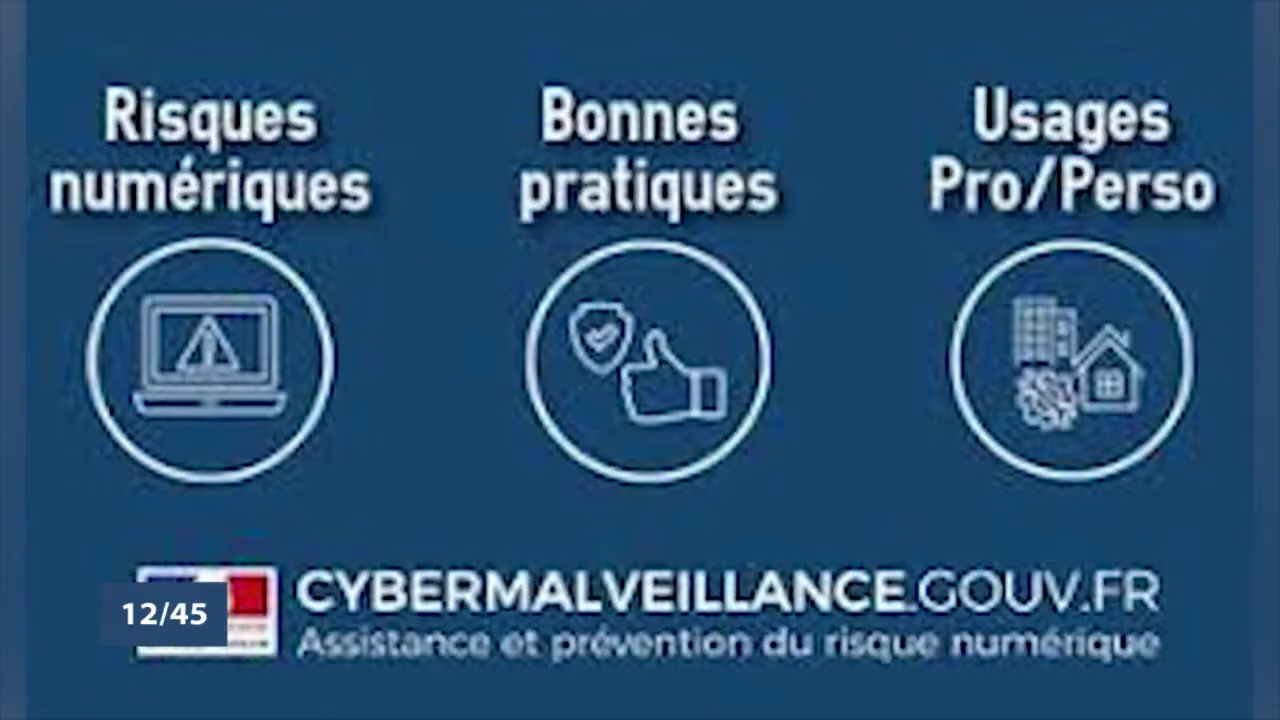 Risques
numériques
Bonnes
pratiques
Usages
Pro/Perso
CYBERMALVEILLANCE.GOUV.FR
12/45
Assistance et prévention du risque numérique